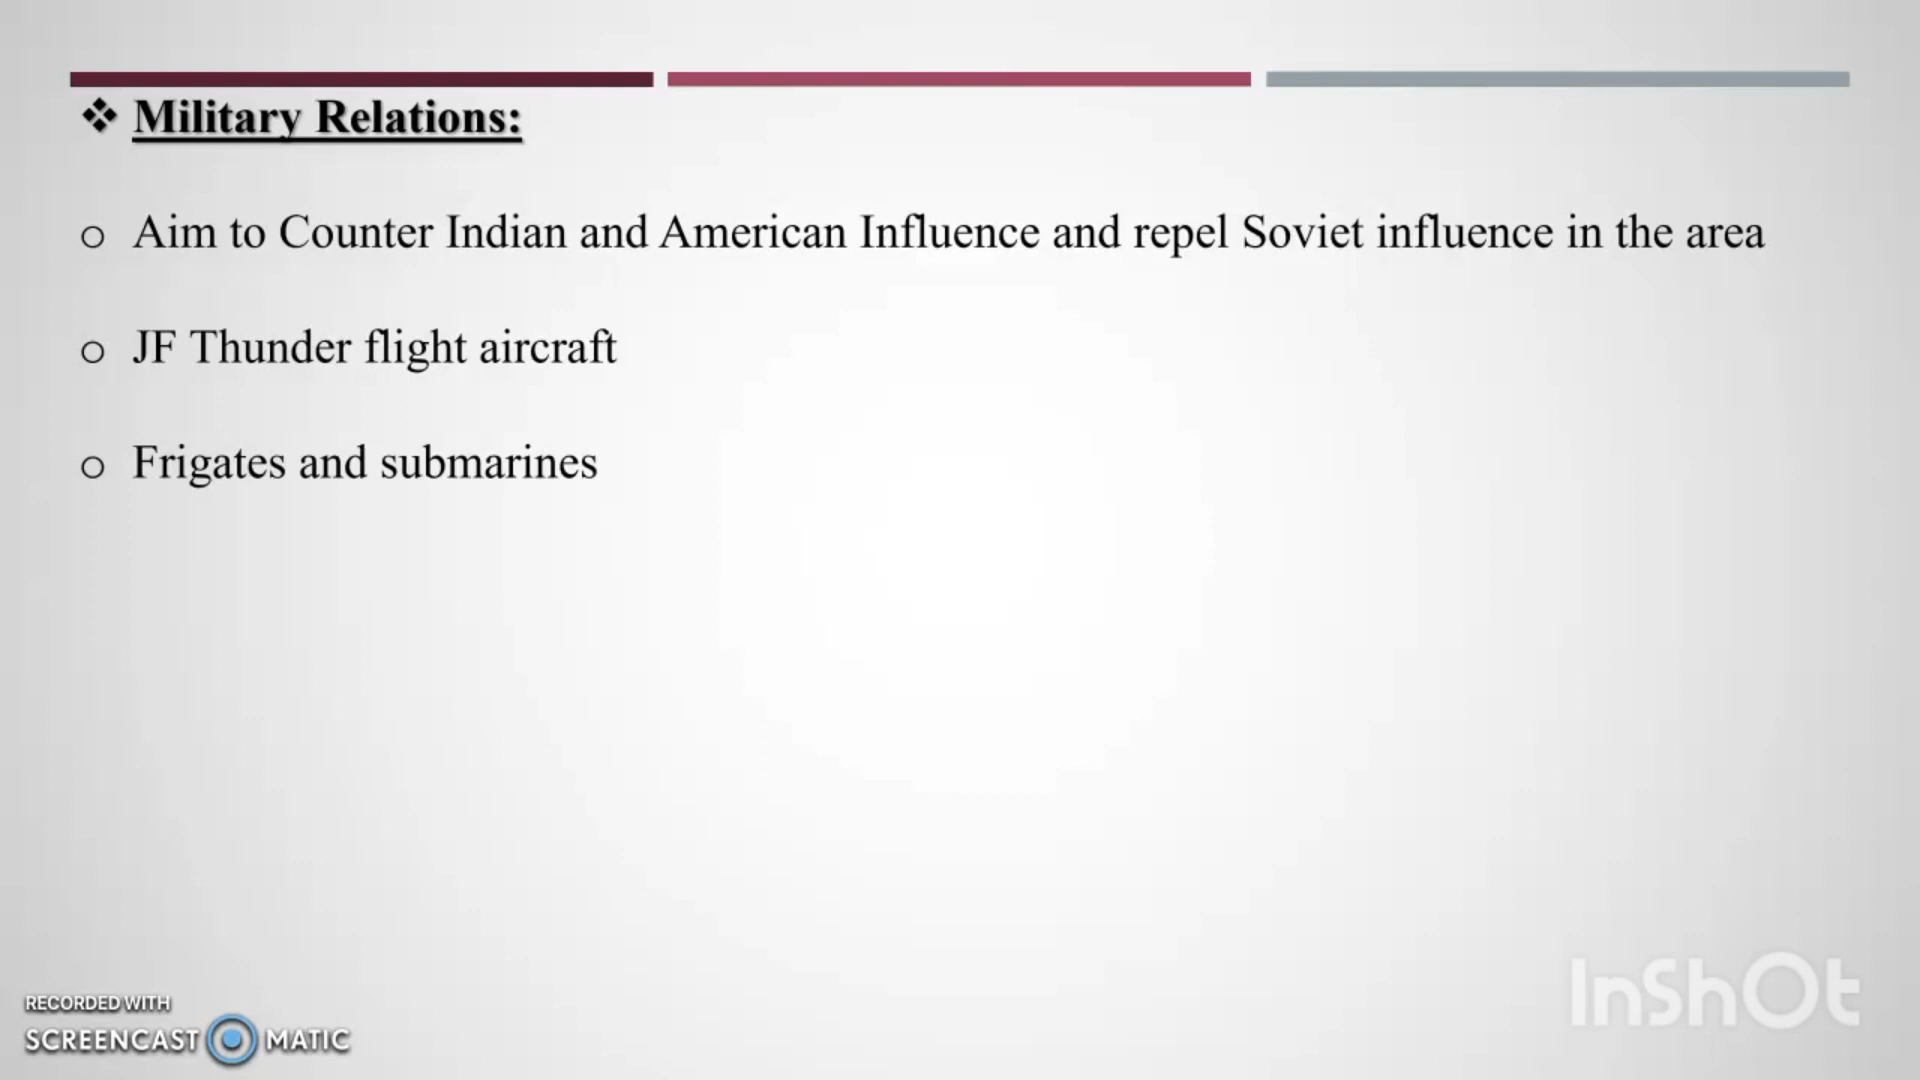 ❖ Military Relations:
o Aim to Counter Indian and American Influence and repel Soviet influence in the area
o JF Thunder flight aircraft
o Frigates and submarines
RECORDED WITH
SCREENCAST MATIC
InShOt